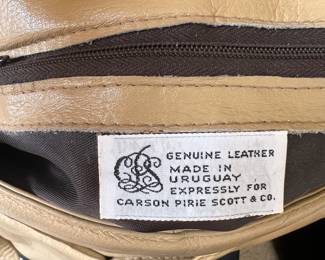 GENUINE LEATHER
MADE IN
URUGUAY
EXPRESSLY FOR
CARSON PIRIE SCOTT & CO.